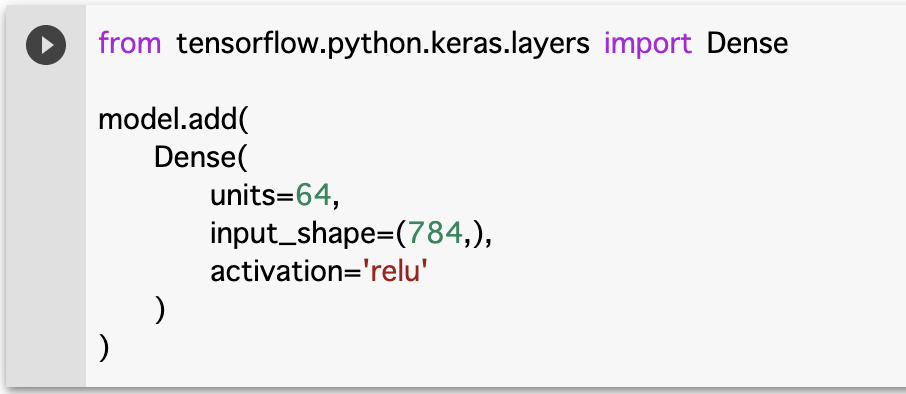 from tensorflow.python.keras.layers import Dense

model.add(
    Dense(
        units=64,
        input_shape=(784,),
        activation='relu'
    )
)